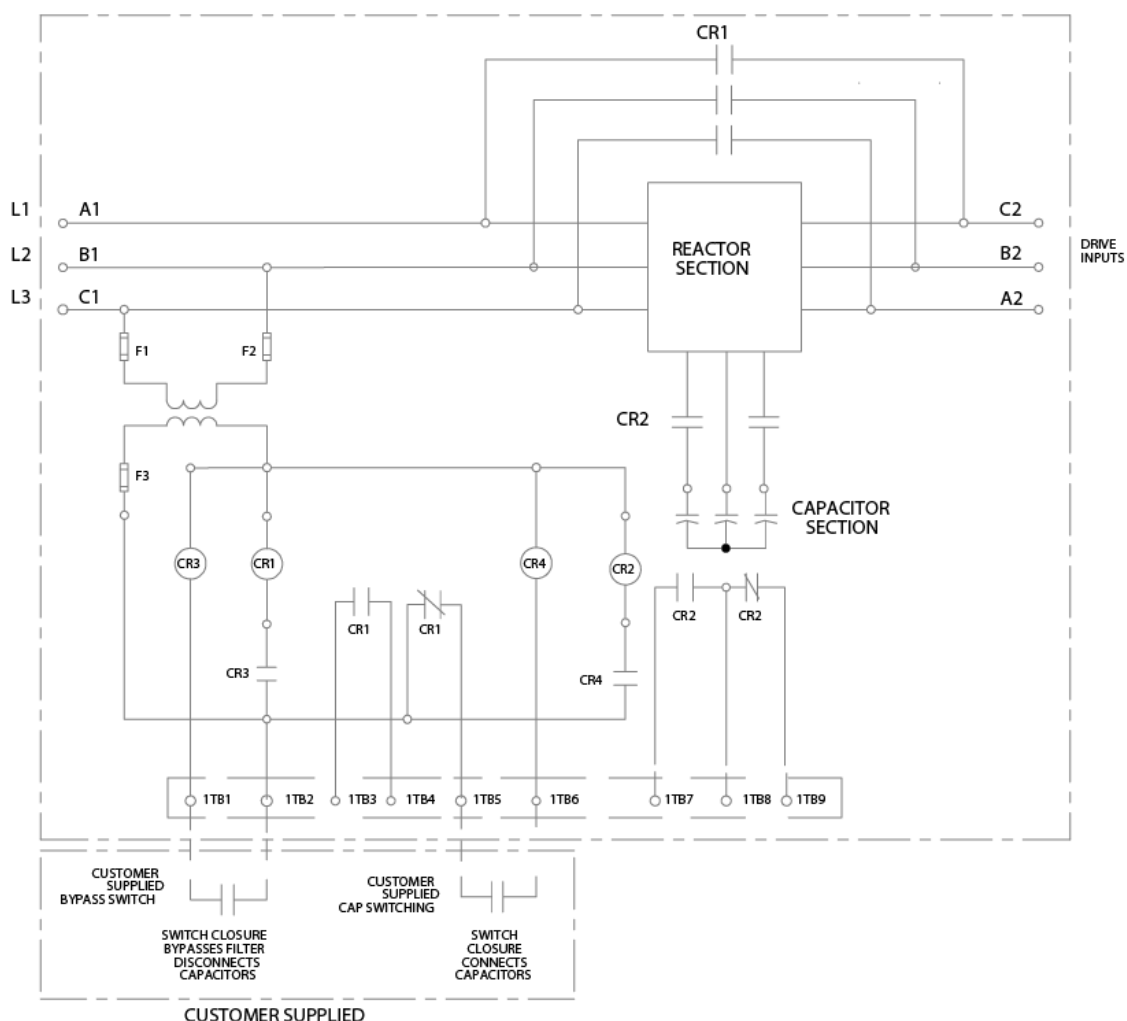 CR1
L1
A1
C2
L2
B1
REACTOR
SECTION
B2
DRIVE
INPUTS
L3
C1
A2
F1
F2
CR2
F3
CAPACITOR
SECTION
CR3
CR1
CR4
CR2
CR1
CR1
CR2
CR2
CR3
CR4
1TB1
1TB2
1TB3
1TB4
1TB5
1TB6
1TB7
1TB8
1TB9
CUSTOMER
SUPPLIED
BYPASS SWITCH
CUSTOMER
SUPPLIED
CAP SWITCHING
SWITCH CLOSURE
BYPASSES FILTER
DISCONNECTS
CAPACITORS
SWITCH
CLOSURE
CONNECTS
CAPACITORS
CUSTOMER SUPPLIED